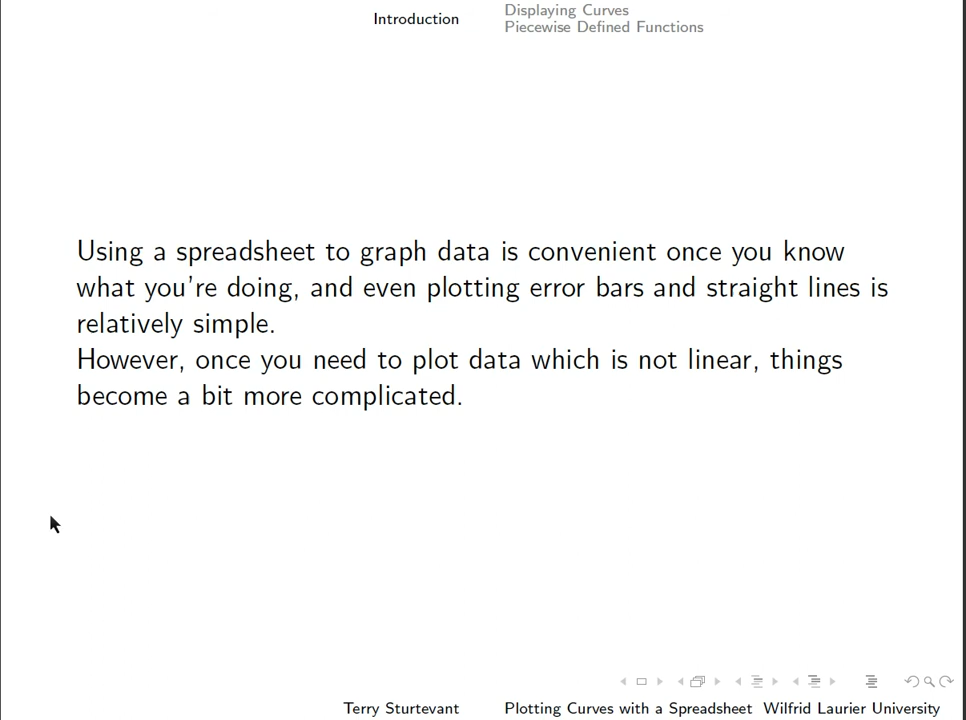 Introduction
Displaying Curves
Piecewise Defined Functions
Using a spreadsheet to graph data is convenient once you know
what you're doing, and even plotting error bars and straight lines is
relatively simple.
However, once you need to plot data which is not linear, things
become a bit more complicated.
Terry Sturtevant Plotting Curves with a Spreadsheet Wilfrid Laurier University